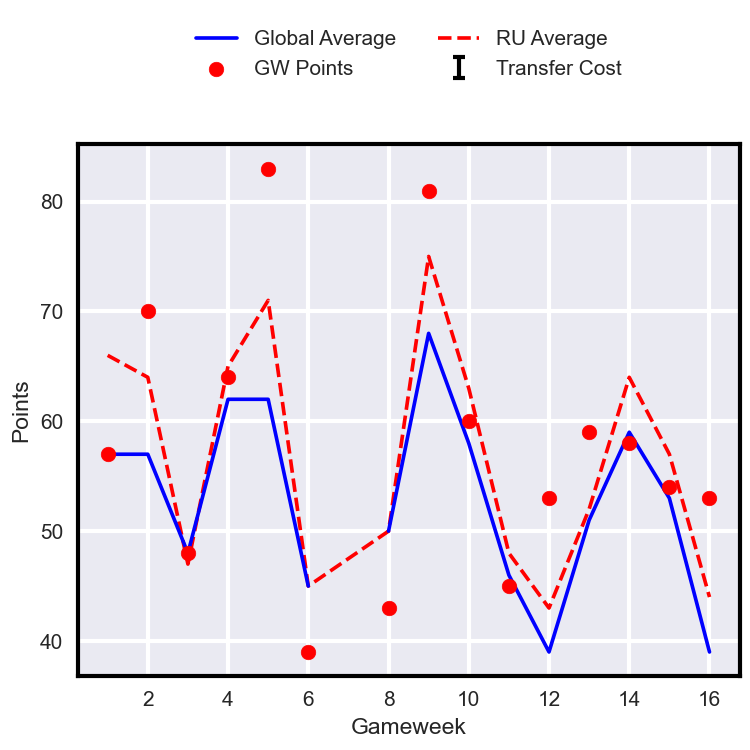 Global Average RU Average
GW Points Transfer Cost
80
70
60
50
40
Points
2 4 6 8 10 12 14 16
Gameweek